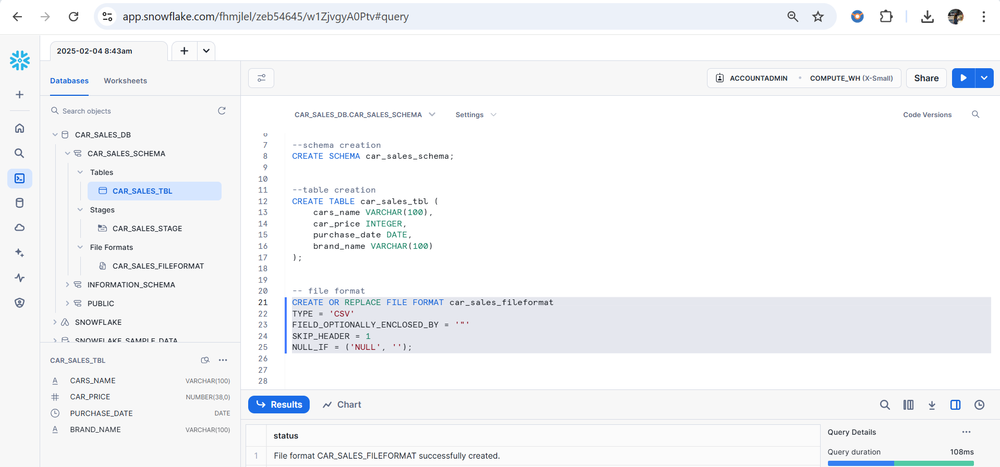 app.snowflake.com/fhmjlel/zeb54645/w1ZjvgyA0Ptv#query
2025-02-04 8:43am
Databases
Worksheets
ACCOUNTADMIN
COMPUTE_WH (X-Small)
Share
Search objects
CAR_SALES_DB
CAR_SALES_SCHEMA
Tables
CAR_SALES_TBL
Stages
CAR_SALES_STAGE
File Formats
CAR_SALES_FILEFORMAT
INFORMATION_SCHEMA
PUBLIC
SNOWFLAKE
SNOWFLAKE_SAMPLE_DATA
CAR_SALES_TBL
CARS_NAME VARCHAR(100)
CAR_PRICE NUMBER(38,0)
PURCHASE_DATE DATE
BRAND_NAME VARCHAR(100)
CAR_SALES_DB.CAR_SALES_SCHEMA
Settings
Code Versions
6
7 --schema creation
8 CREATE SCHEMA car_sales_schema;
9
10
11 --table creation
12 CREATE TABLE car_sales_tbl (
13 cars_name VARCHAR(100),
14 car_price INTEGER,
15 purchase_date DATE,
16 brand_name VARCHAR(100)
17 );
18
19
20 -- file format
21 CREATE OR REPLACE FILE FORMAT car_sales_fileformat
22 TYPE = 'CSV'
23 FIELD_OPTIONALLY_ENCLOSED_BY = '"'
24 SKIP_HEADER = 1
25 NULL_IF = ('NULL', '');
26
27
28
Results
Chart
status
1 File format CAR_SALES_FILEFORMAT successfully created.
Query Details
...
Query duration 108ms